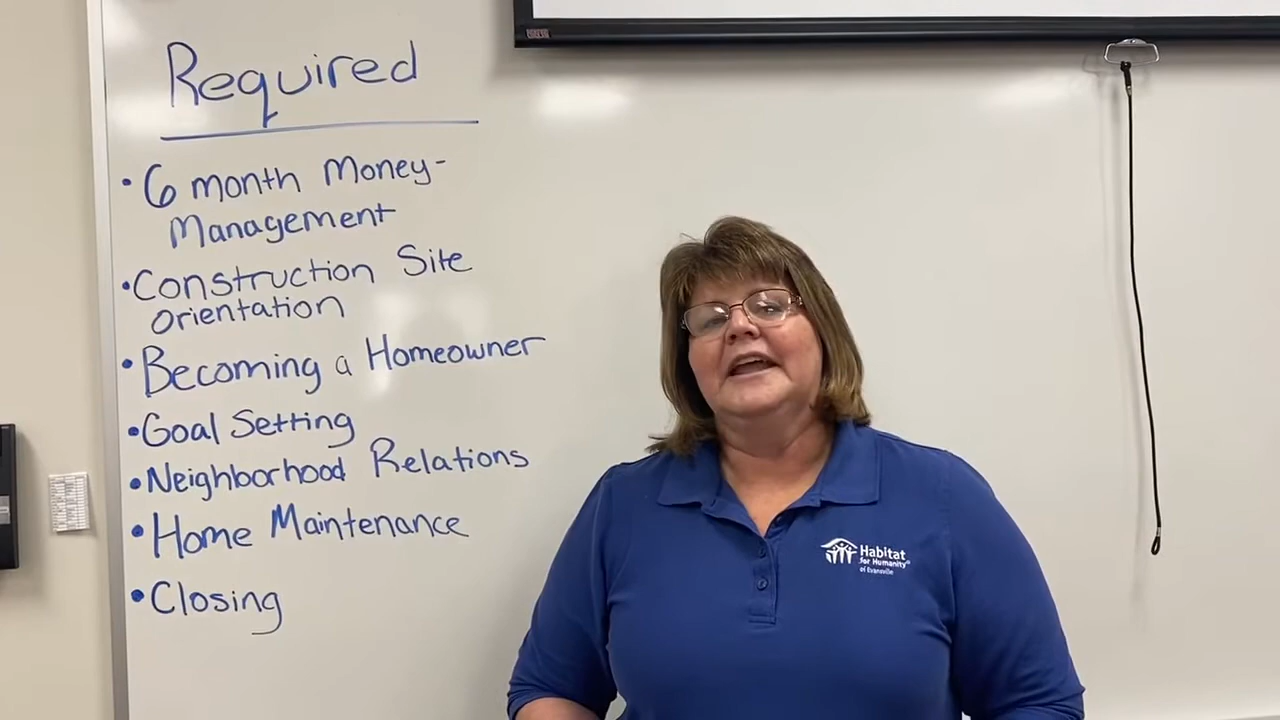 Required
• 6 month Money-
Management
• Construction Site
orientation
• Becoming a Homeowner
• Goal Setting
• Neighborhood Relations
• Home Maintenance
• Closing
Habitat
for Humanity®
of Evansville